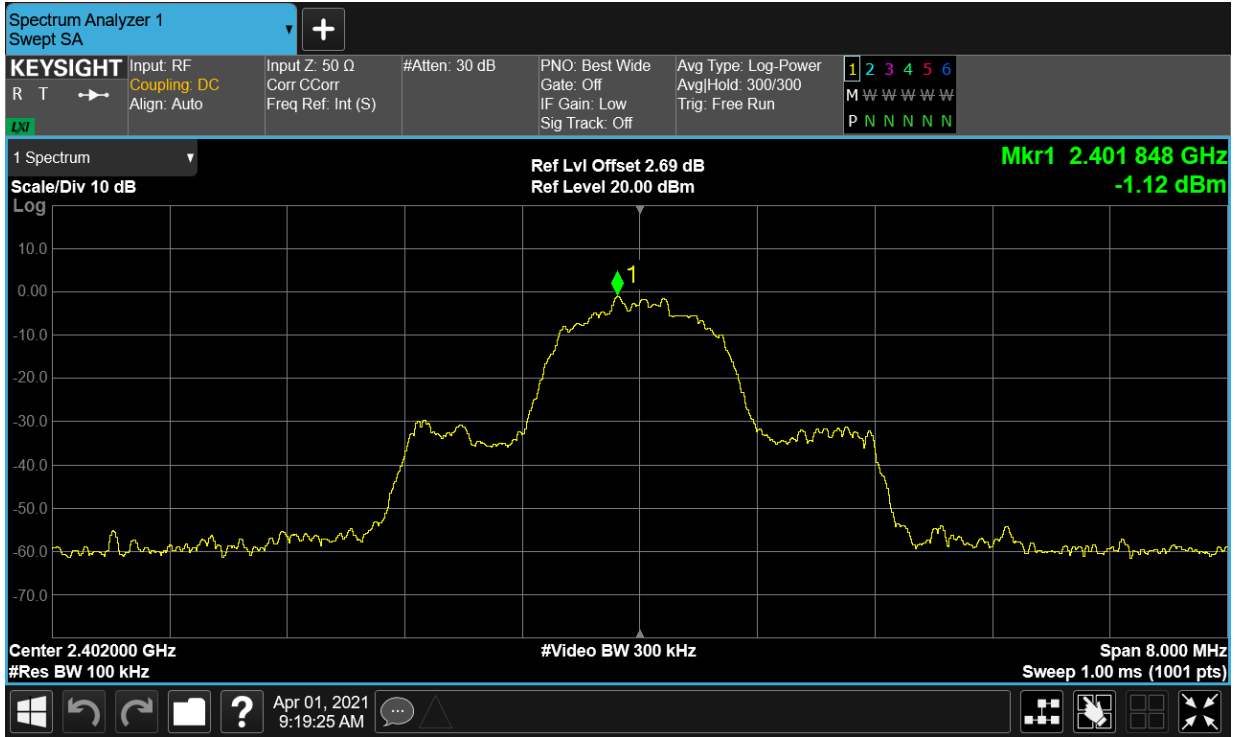 Spectrum Analyzer 1
Swept SA
+
KEYSIGHT
R T
LXI
Input: RF
Coupling: DC
Align: Auto
Input Z: 50 Ω
Corr CCorr
Freq Ref: Int (S)
#Atten: 30 dB
PNO: Best Wide
Gate: Off
IF Gain: Low
Sig Track: Off
Avg Type: Log-Power
Avg|Hold: 300/300
Trig: Free Run
1 2 3 4 5 6
M W W W W W
P N N N N N
1 Spectrum
Scale/Div 10 dB
Log
Ref Lvl Offset 2.69 dB
Ref Level 20.00 dBm
Mkr1 2.401 848 GHz
-1.12 dBm
10.0
0.00
-10.0
-20.0
-30.0
-40.0
-50.0
-60.0
-70.0
1
Center 2.402000 GHz
#Res BW 100 kHz
#Video BW 300 kHz
Span 8.000 MHz
Sweep 1.00 ms (1001 pts)
?
Apr 01, 2021
9:19:25 AM